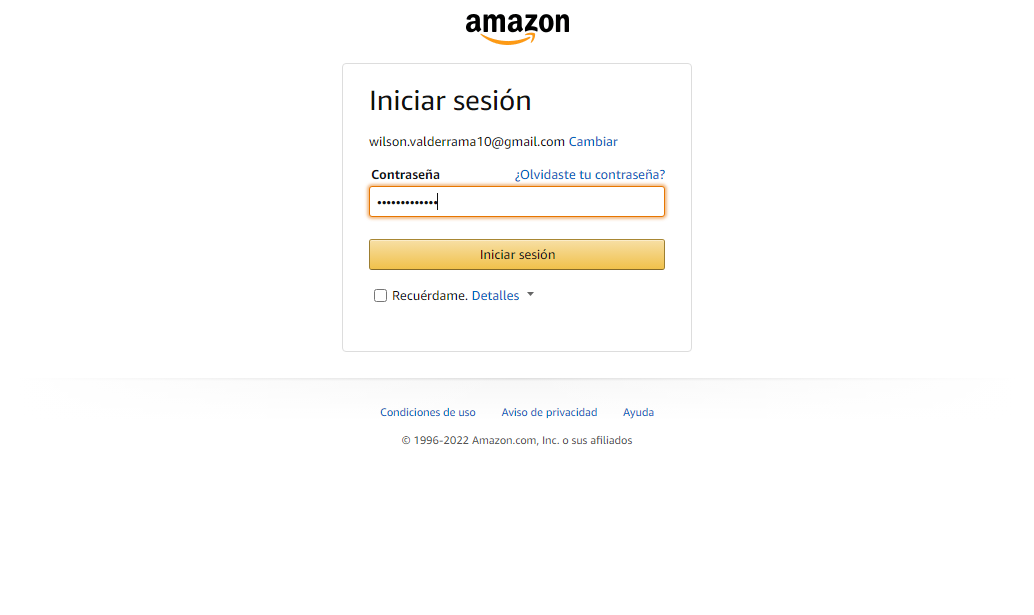 amazon
Iniciar sesión
wilson.valderrama10@gmail.com Cambiar
Contraseña ¿Olvidaste tu contraseña?
•••••••••••••
Iniciar sesión
Recuérdame. Detalles
Condiciones de uso Aviso de privacidad Ayuda
© 1996-2022 Amazon.com, Inc. o sus afiliados